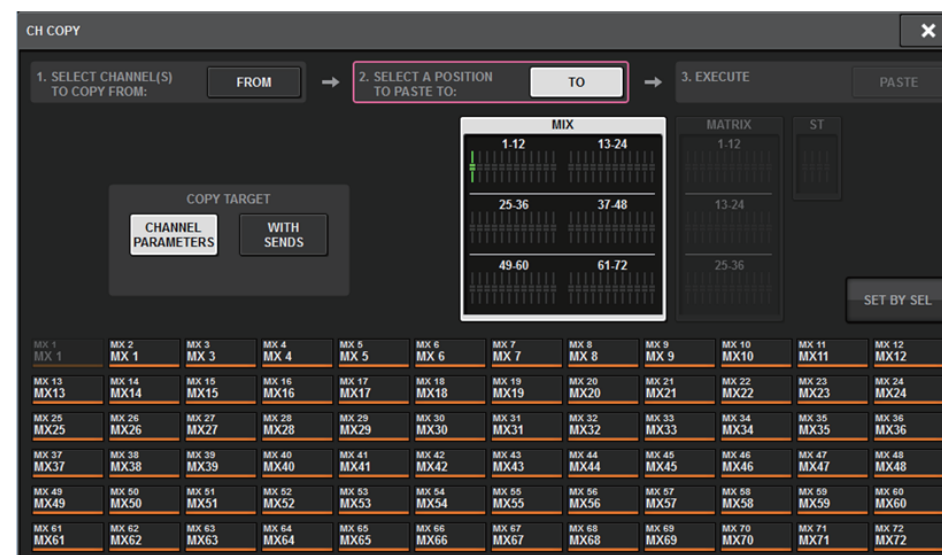 CH COPY
1. SELECT CHANNEL(S) TO COPY FROM:
FROM
2. SELECT A POSITION TO PASTE TO:
TO
3. EXECUTE
PASTE
MIX
1-12 13-24
25-36 37-48
49-60 61-72
MATRIX
1-12
13-24
25-36
ST
COPY TARGET
CHANNEL PARAMETERS
WITH SENDS
SET BY SEL
MX 1 MX 2 MX 3 MX 4 MX 5 MX 6 MX 7 MX 8 MX 9 MX 10 MX 11 MX 12
MX 1 MX 1 MX 3 MX 4 MX 5 MX 6 MX 7 MX 8 MX 9 MX10 MX11 MX12
MX 13 MX 14 MX 15 MX 16 MX 17 MX 18 MX 19 MX 20 MX 21 MX 22 MX 23 MX 24
MX13 MX14 MX15 MX16 MX17 MX18 MX19 MX20 MX21 MX22 MX23 MX24
MX 25 MX 26 MX 27 MX 28 MX 29 MX 30 MX 31 MX 32 MX 33 MX 34 MX 35 MX 36
MX25 MX26 MX27 MX28 MX29 MX30 MX31 MX32 MX33 MX34 MX35 MX36
MX 37 MX 38 MX 39 MX 40 MX 41 MX 42 MX 43 MX 44 MX 45 MX 46 MX 47 MX 48
MX37 MX38 MX39 MX40 MX41 MX42 MX43 MX44 MX45 MX46 MX47 MX48
MX 49 MX 50 MX 51 MX 52 MX 53 MX 54 MX 55 MX 56 MX 57 MX 58 MX 59 MX 60
MX49 MX50 MX51 MX52 MX53 MX54 MX55 MX56 MX57 MX58 MX59 MX60
MX 61 MX 62 MX 63 MX 64 MX 65 MX 66 MX 67 MX 68 MX 69 MX 70 MX 71 MX 72
MX61 MX62 MX63 MX64 MX65 MX66 MX67 MX68 MX69 MX70 MX71 MX72